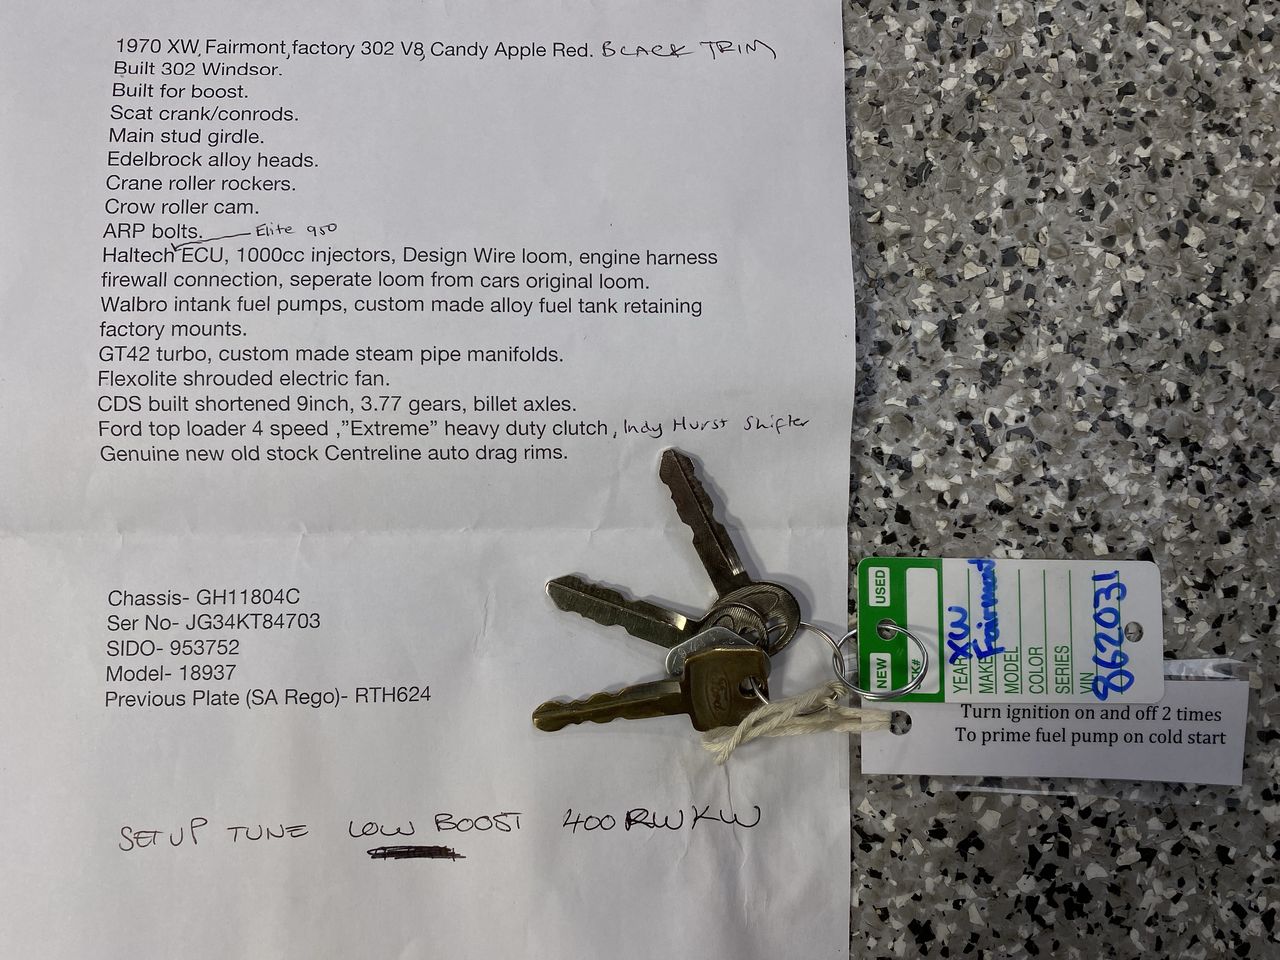 1970 XW, Fairmont, factory 302 V8, Candy Apple Red. BLACK TRIM
Built 302 Windsor.
Built for boost.
Scat crank/conrods.
Main stud girdle.
Edelbrock alloy heads.
Crane roller rockers.
Crow roller cam.
ARP bolts.
Elite 950
Haltech ECU, 1000cc injectors, Design Wire loom, engine harness
firewall connection, seperate loom from cars original loom.
Walbro intank fuel pumps, custom made alloy fuel tank retaining
factory mounts.
GT42 turbo, custom made steam pipe manifolds.
Flexolite shrouded electric fan.
CDS built shortened 9inch, 3.77 gears, billet axles.
Ford top loader 4 speed ,"Extreme" heavy duty clutch , Indy Hurst Shifter
Genuine new old stock Centreline auto drag rims.
Chassis- GH11804C
Ser No- JG34KT84703
SIDO- 953752
Model- 18937
Previous Plate (SA Rego)- RTH624
SETUP TUNE LOW BOOST 400RWKW
NEW USED
YEAR XW
MAKE Fairmont
MODEL
COLOR
SERIES
VIN
862031
Turn ignition on and off 2 times
To prime fuel pump on cold start